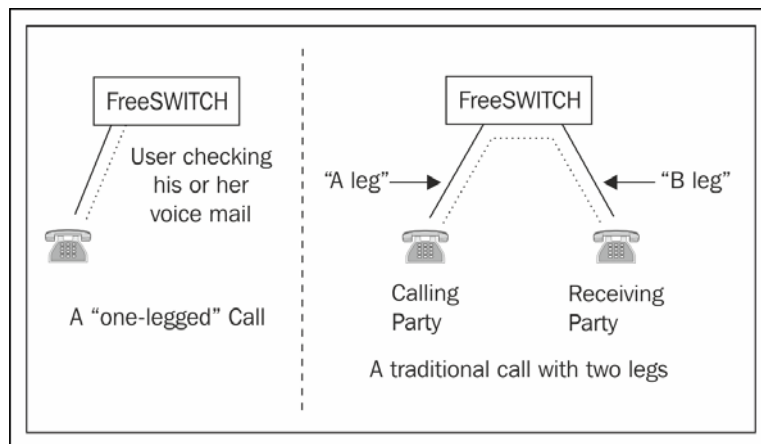 FreeSWITCH
User checking
his or her
voice mail
A “one-legged” Call
FreeSWITCH
“A leg”
“B leg”
Calling
Party
Receiving
Party
A traditional call with two legs